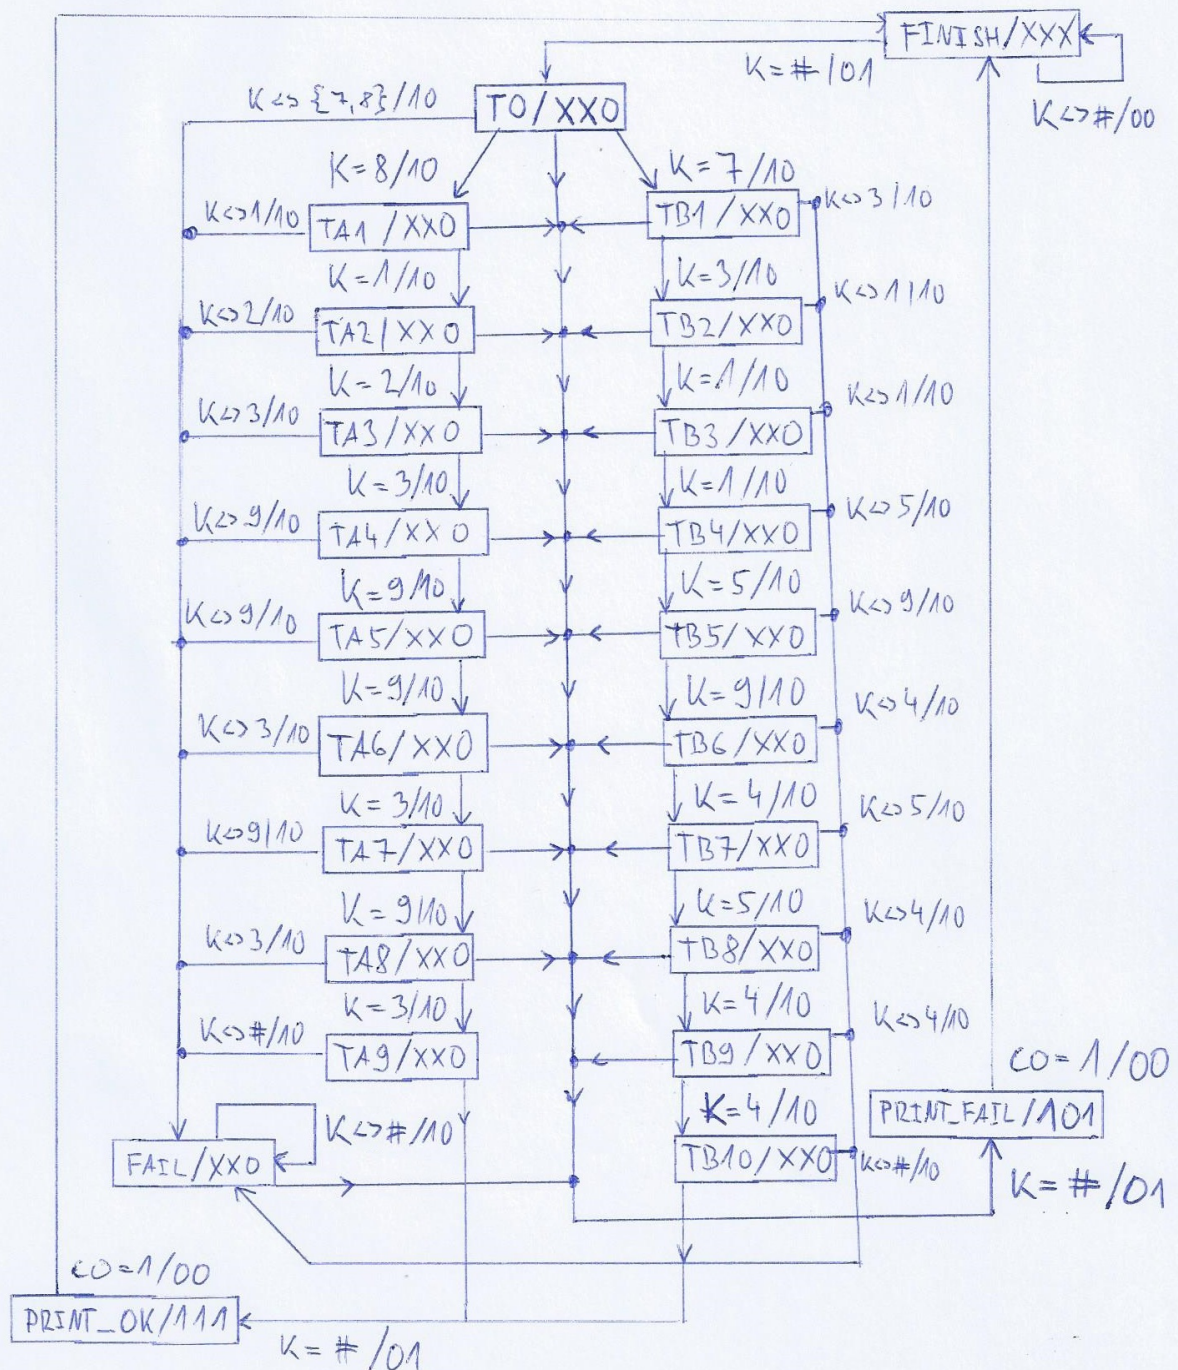 FINISH/XXX
K=#/01
K<>#/00
K<>{7,8}/10
T0/XX0
K=8/10
K=7/10
K<>1/10
TA1/XX0
TB1/XX0
K<>3/10
K=1/10
K=3/10
K<>2/10
TA2/XX0
TB2/XX0
K<>1/10
K=2/10
K=1/10
K<>3/10
TA3/XX0
TB3/XX0
K<>1/10
K=3/10
K=1/10
K<>9/10
TA4/XX0
TB4/XX0
K<>5/10
K=9/10
K=5/10
K<>9/10
TA5/XX0
TB5/XX0
K<>9/10
K=9/10
K=9/10
K<>3/10
TA6/XX0
TB6/XX0
K<>4/10
K=3/10
K=4/10
K<>9/10
TA7/XX0
TB7/XX0
K<>5/10
K=9/10
K=5/10
K<>3/10
TA8/XX0
TB8/XX0
K<>4/10
K=3/10
K=4/10
K<>#/10
TA9/XX0
TB9/XX0
K<>4/10
CO=1/00
K=4/10
PRINT_FAIL/101
K<>#/10
FAIL/XX0
TB10/XX0
K<>#/10
K=#/01
CO=1/00
PRINT_OK/111
K=#/01